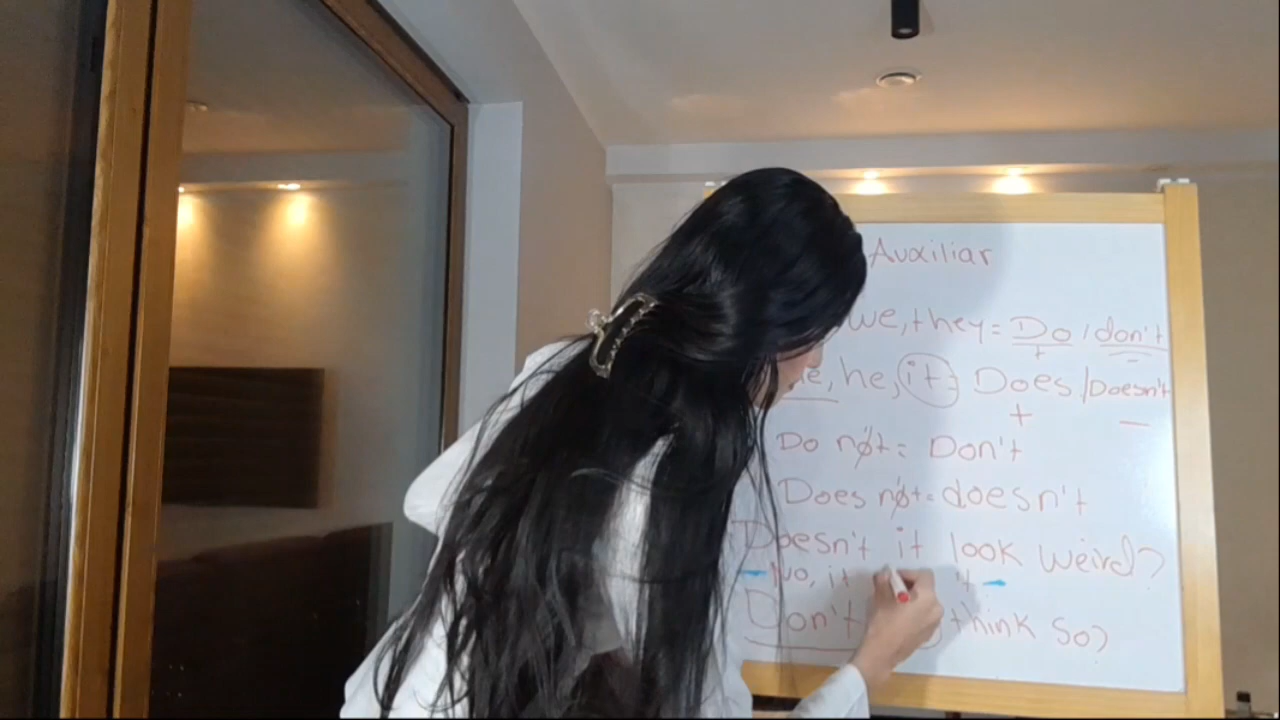 Auxiliar
we, they = Do / don't
+ -
he, it = Does / Doesn't
+ -
Do not = Don't
Does not = doesn't
Doesn't it look weird?
No, it
Don't think so?